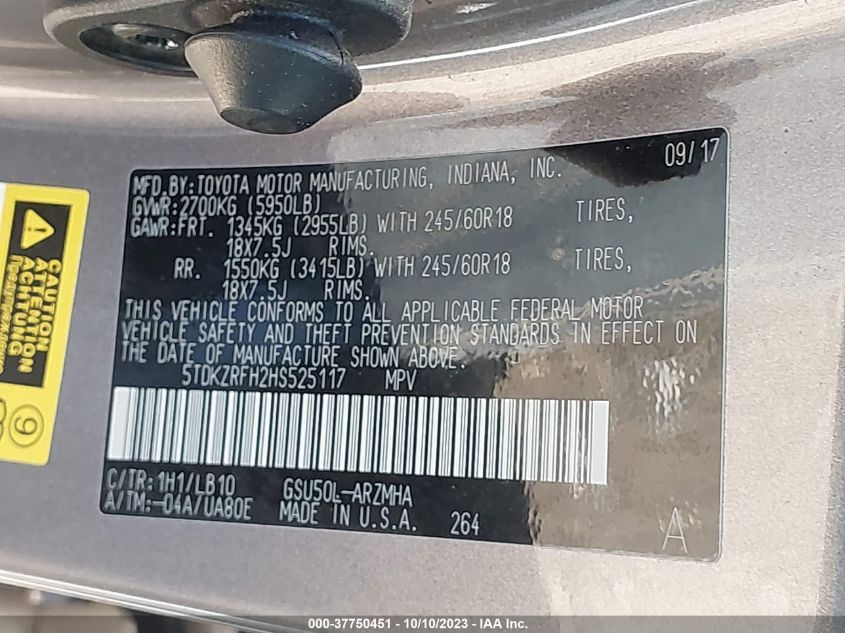 09/17
MFD.BY:TOYOTA MOTOR MANUFACTURING, INDIANA, INC.
GVWR:2700KG (5950LB)
GAWR:FRT. 1345KG (2955LB) WITH 245/60R18 TIRES,
18X7.5J RIMS.
RR. 1550KG (3415LB) WITH 245/60R18 TIRES,
18X7.5J RIMS.
THIS VEHICLE CONFORMS TO ALL APPLICABLE FEDERAL MOTOR
VEHICLE SAFETY AND THEFT PREVENTION STANDARDS IN EFFECT ON
THE DATE OF MANUFACTURE SHOWN ABOVE.
5TDKZRFH2HS525117 MPV
C/TR:1H1/LB10 GSU50L-ARZMHA
A/TM:-04A/UA80E MADE IN U.S.A. 264
A
CAUTION
ATTENTION
ACHTUNG
9
000-37750451 - 10/10/2023 - IAA Inc.